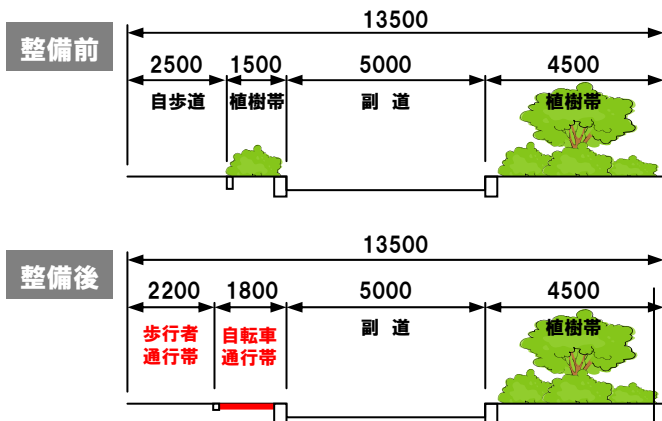 13500
整備前
2500 1500 5000 4500
自歩道 植樹帯 副 道 植樹帯
13500
整備後
2200 1800 5000 4500
歩行者 自転車 副 道 植樹帯
通行帯 通行帯